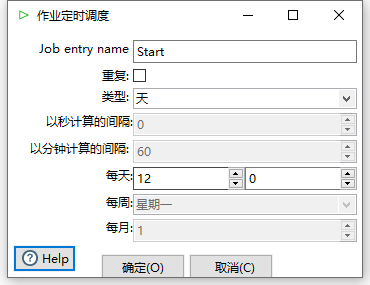 作业定时调度
Job entry name Start
重复:
类型: 天
以秒计算的间隔: 0
以分钟计算的间隔: 60
每天: 12 0
每周: 星期一
每月: 1
Help 确定(O) 取消(C)